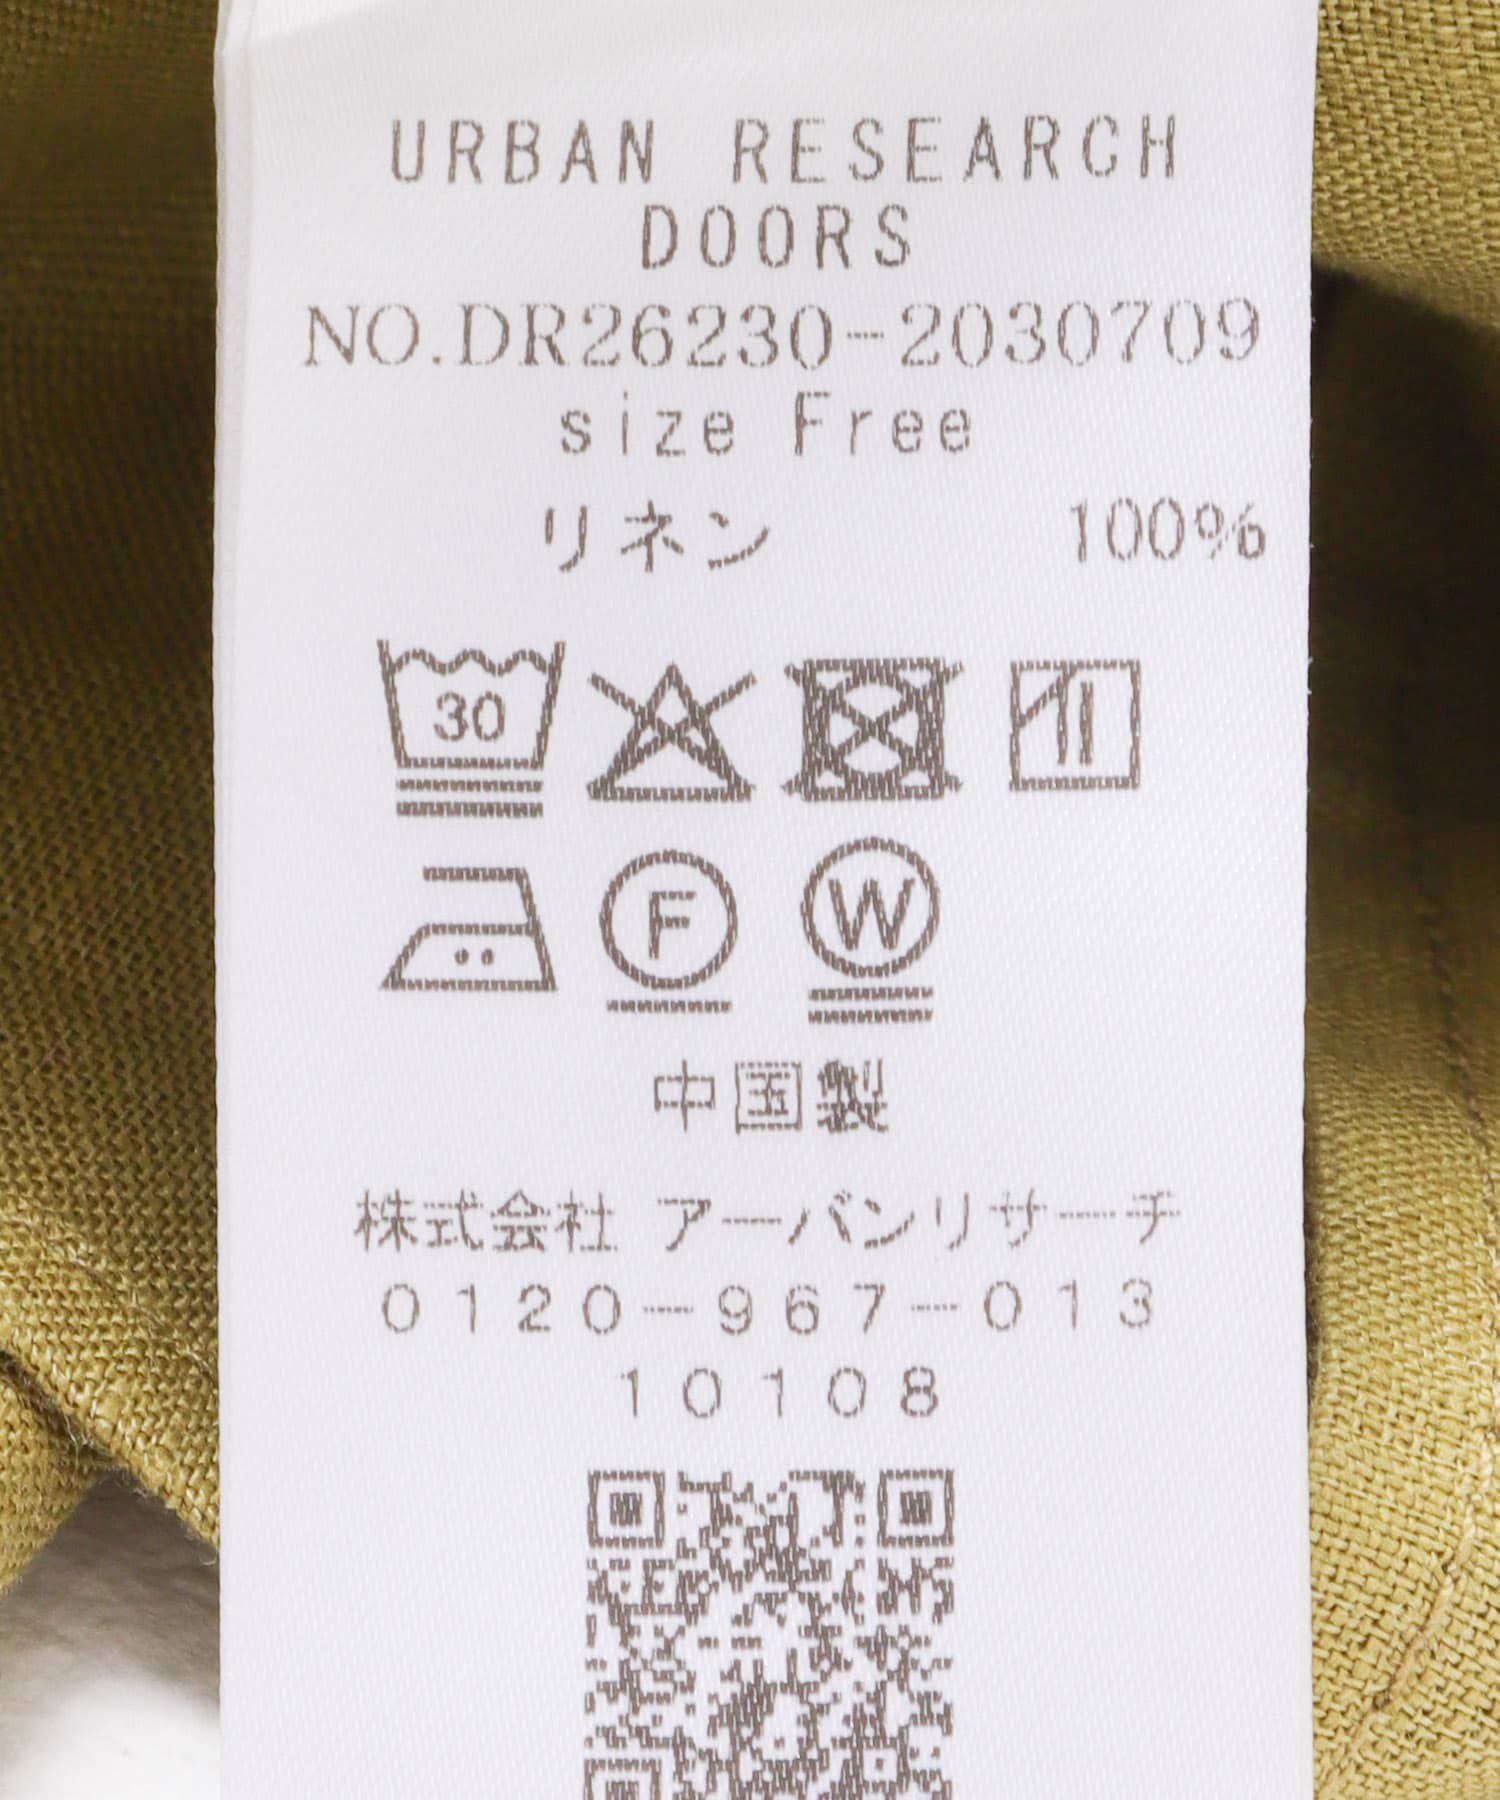 URBAN RESEARCH
DOORS
NO.DR26230-2030709
size Free
リネン 100%
30
F W
中国製
株式会社 アーバンリサーチ
0120-967-013
10108